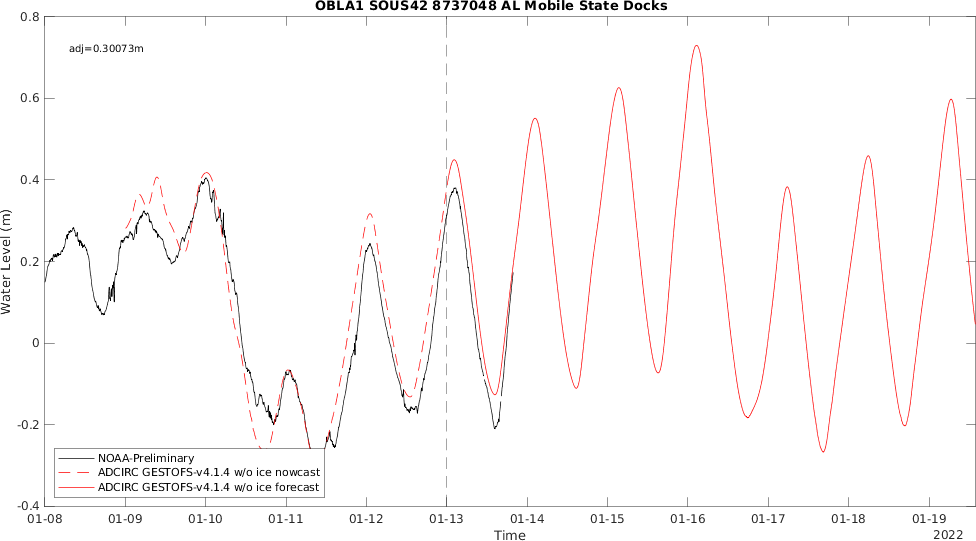 OBLA1 SOUS42 8737048 AL Mobile State Docks
adj=0.30073m
Water Level (m)
0.8
0.6
0.4
0.2
0
-0.2
-0.4
NOAA-Preliminary
ADCIRC GESTOFS-v4.1.4 w/o ice nowcast
ADCIRC GESTOFS-v4.1.4 w/o ice forecast
01-08 01-09 01-10 01-11 01-12 01-13 01-14 01-15 01-16 01-17 01-18 01-19
Time
2022